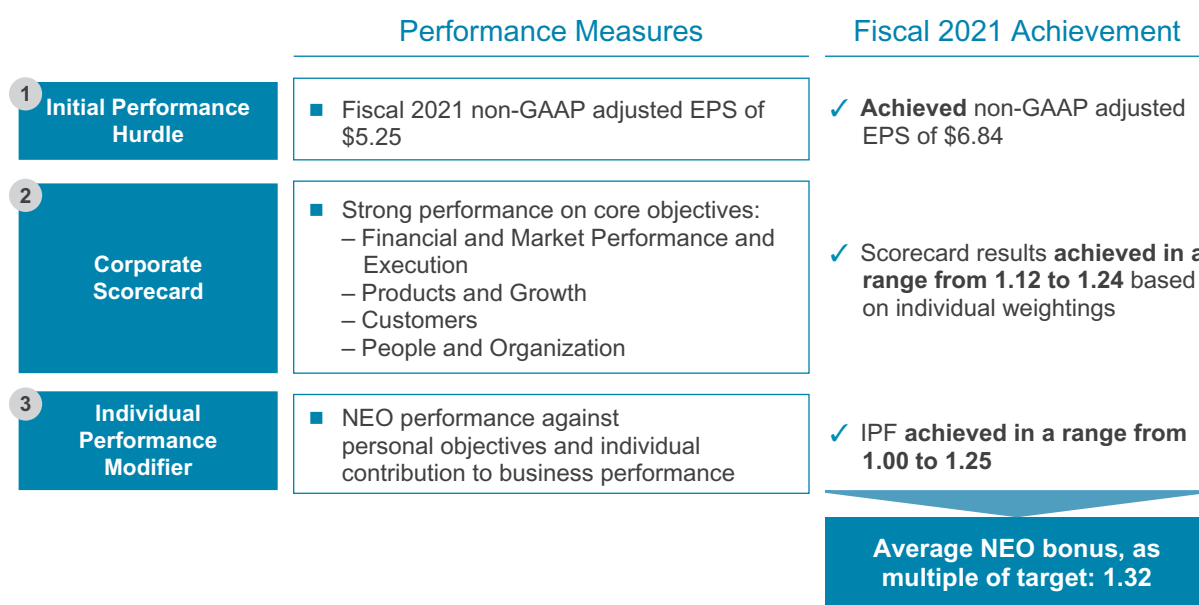 Performance Measures
Fiscal 2021 Achievement
1
Initial Performance
Hurdle
■ Fiscal 2021 non-GAAP adjusted EPS of
$5.25
✓ Achieved non-GAAP adjusted
EPS of $6.84
2
Corporate
Scorecard
■ Strong performance on core objectives:
– Financial and Market Performance and
Execution
– Products and Growth
– Customers
– People and Organization
✓ Scorecard results achieved in a
range from 1.12 to 1.24 based
on individual weightings
3
Individual
Performance
Modifier
■ NEO performance against
personal objectives and individual
contribution to business performance
✓ IPF achieved in a range from
1.00 to 1.25
Average NEO bonus, as
multiple of target: 1.32